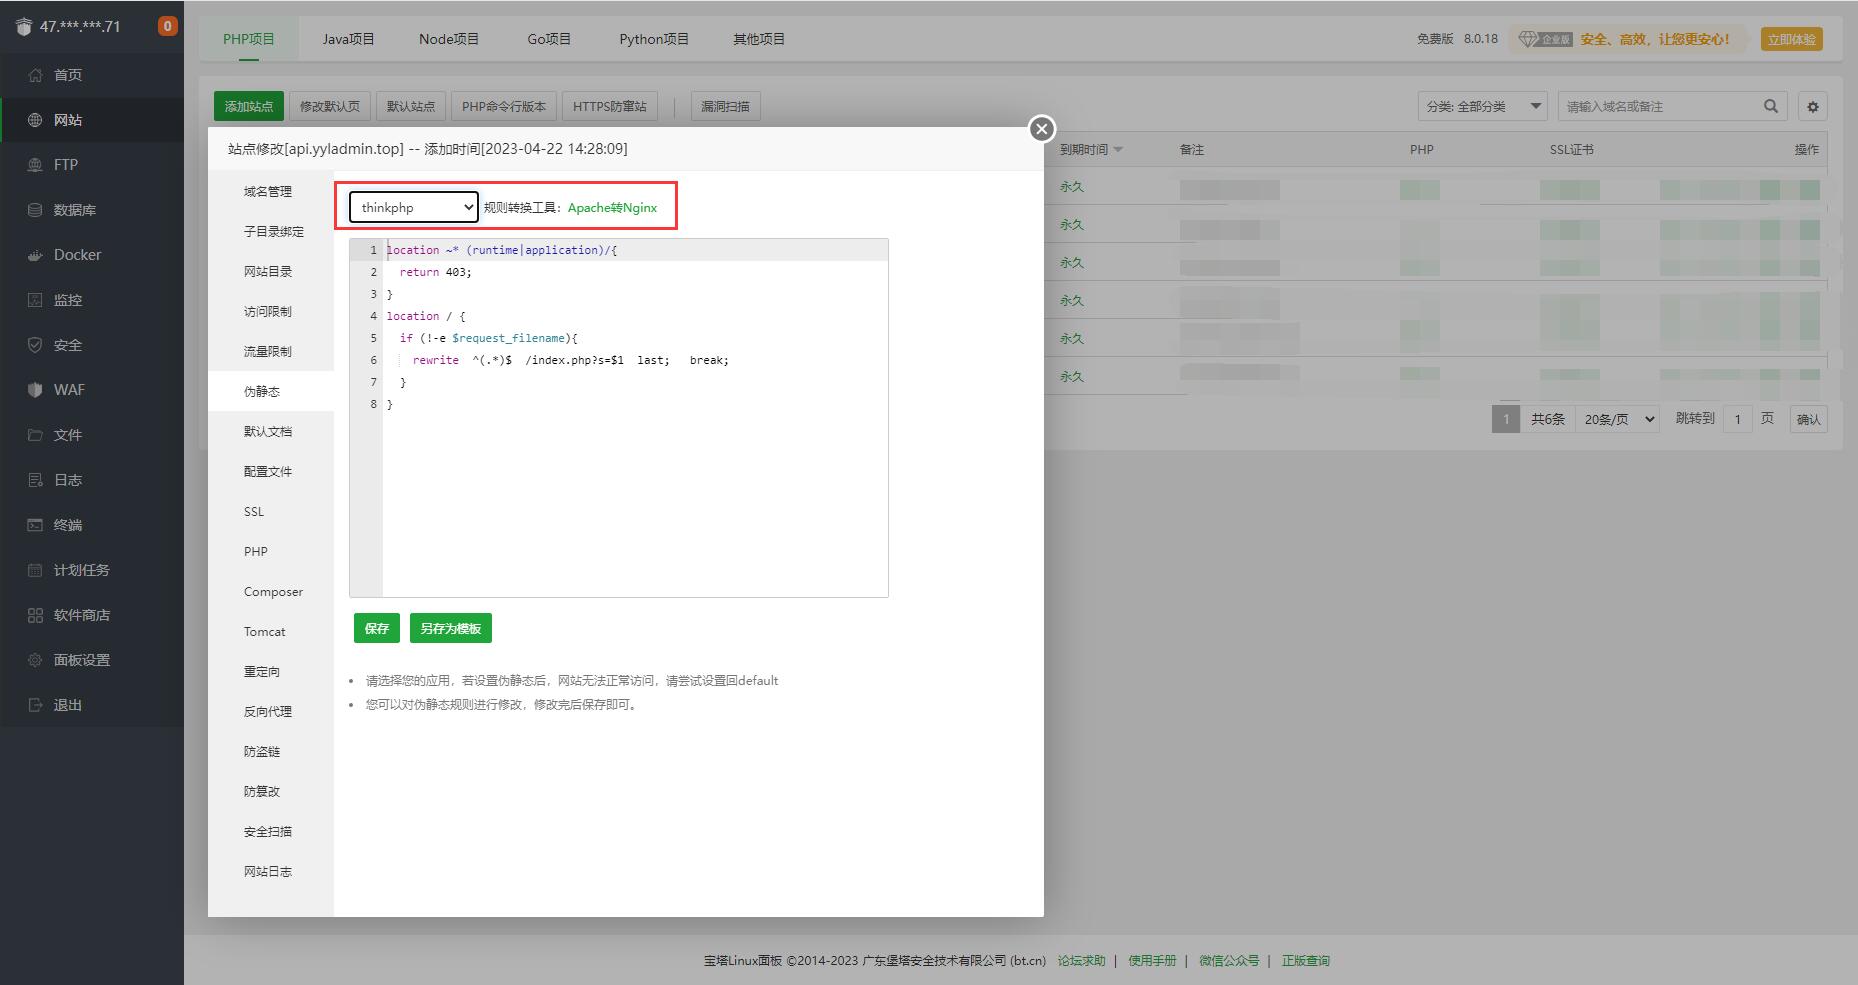 47.***.***.71
0
首页
网站
FTP
数据库
Docker
监控
安全
WAF
文件
日志
终端
计划任务
软件商店
面板设置
退出
PHP项目
Java项目
Node项目
Go项目
Python项目
其他项目
免费版 8.0.18
企业版
安全、高效，让您更安心！
立即体验
添加站点
修改默认页
默认站点
PHP命令行版本
HTTPS防窜站
漏洞扫描
分类: 全部分类
请输入域名或备注
到期时间
备注
PHP
SSL证书
操作
永久
永久
永久
永久
永久
永久
1
共6条
20条/页
跳转到
1
页
确认
站点修改[api.yyladmin.top] -- 添加时间[2023-04-22 14:28:09]
域名管理
子目录绑定
网站目录
访问限制
流量限制
伪静态
默认文档
配置文件
SSL
PHP
Composer
Tomcat
重定向
反向代理
防盗链
防篡改
安全扫描
网站日志
thinkphp
规则转换工具：Apache转Nginx
1 location ~* (runtime|application)/{
2 return 403;
3 }
4 location / {
5 if (!-e $request_filename){
6 rewrite ^(.*)$ /index.php?s=$1 last; break;
7 }
8 }
保存
另存为模板
• 请选择您的应用，若设置伪静态后，网站无法正常访问，请尝试设置回default
• 您可以对伪静态规则进行修改，修改完后保存即可。
宝塔Linux面板 ©2014-2023 广东堡塔安全技术有限公司 (bt.cn) 论坛求助 | 使用手册 | 微信公众号 | 正版查询